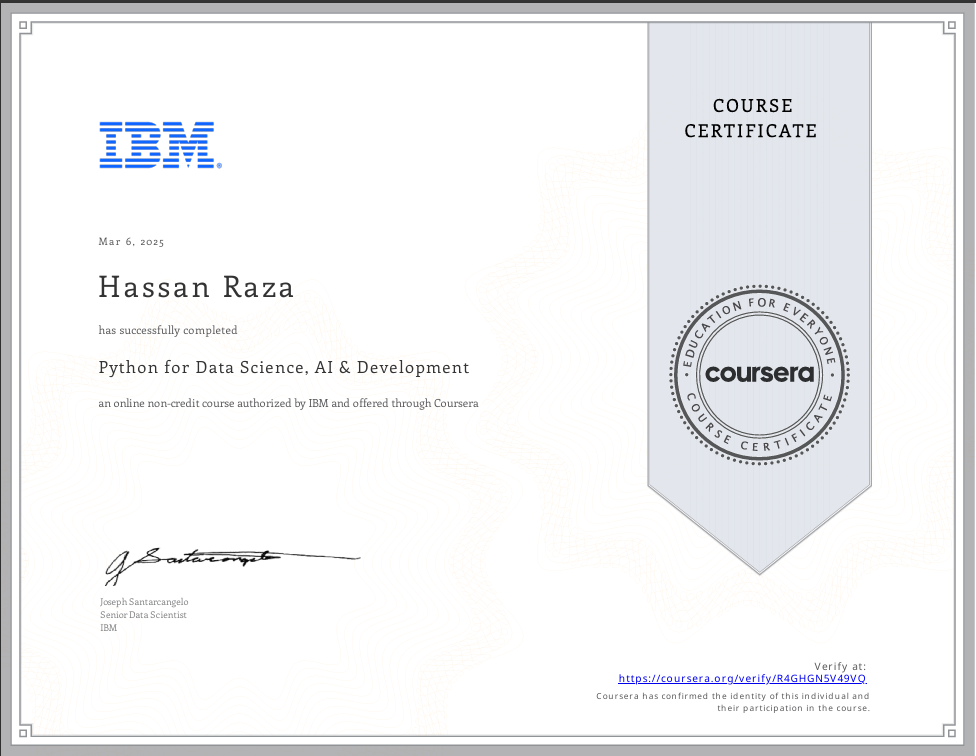 COURSE
CERTIFICATE
IBM®
Mar 6, 2025
Hassan Raza
has successfully completed
Python for Data Science, AI & Development
an online non-credit course authorized by IBM and offered through Coursera
EDUCATION FOR EVERYONE
coursera
COURSE CERTIFICATE
J Santarcangelo
Joseph Santarcangelo
Senior Data Scientist
IBM
Verify at:
https://coursera.org/verify/R4GHGN5V49VQ
Coursera has confirmed the identity of this individual and
their participation in the course.